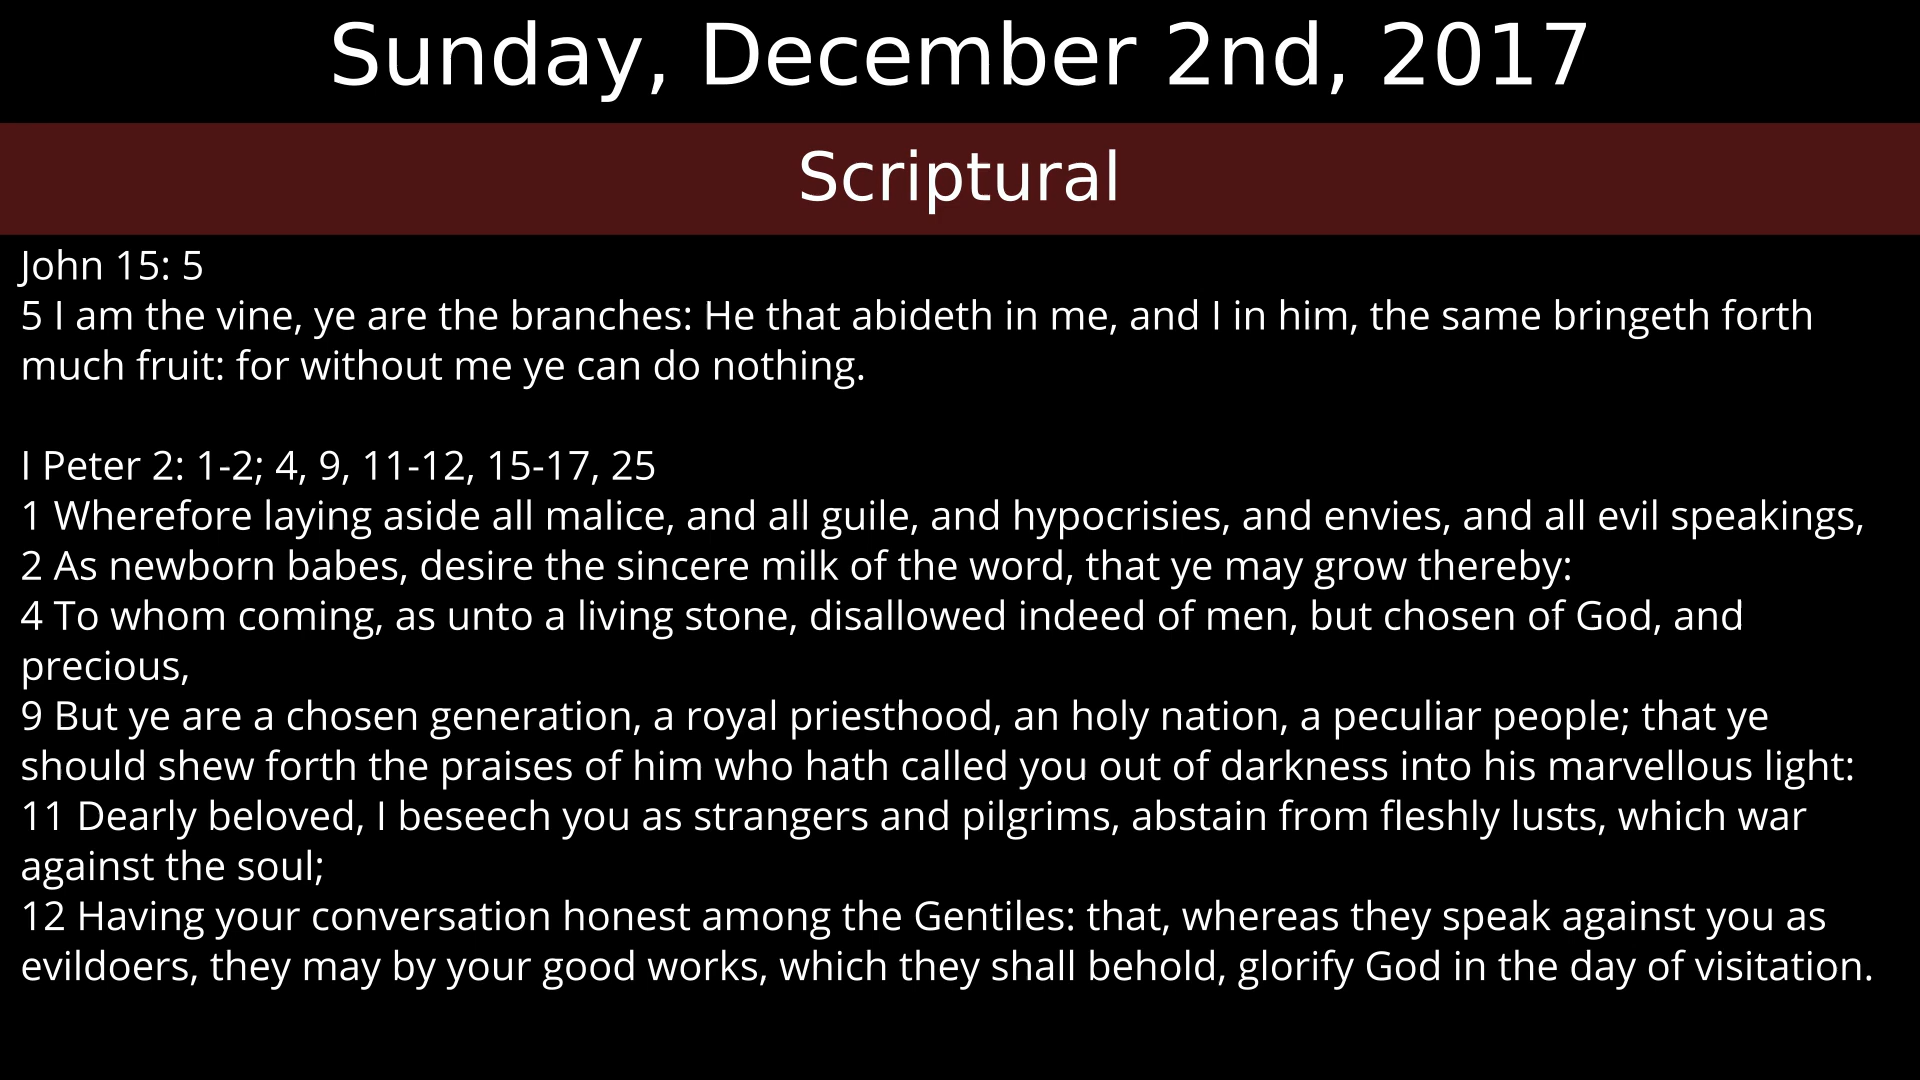 Sunday, December 2nd, 2017
Scriptural
John 15: 5
5 I am the vine, ye are the branches: He that abideth in me, and I in him, the same bringeth forth
much fruit: for without me ye can do nothing.
I Peter 2: 1-2; 4, 9, 11-12, 15-17, 25
1 Wherefore laying aside all malice, and all guile, and hypocrisies, and envies, and all evil speakings,
2 As newborn babes, desire the sincere milk of the word, that ye may grow thereby:
4 To whom coming, as unto a living stone, disallowed indeed of men, but chosen of God, and
precious,
9 But ye are a chosen generation, a royal priesthood, an holy nation, a peculiar people; that ye
should shew forth the praises of him who hath called you out of darkness into his marvellous light:
11 Dearly beloved, I beseech you as strangers and pilgrims, abstain from fleshly lusts, which war
against the soul;
12 Having your conversation honest among the Gentiles: that, whereas they speak against you as
evildoers, they may by your good works, which they shall behold, glorify God in the day of visitation.